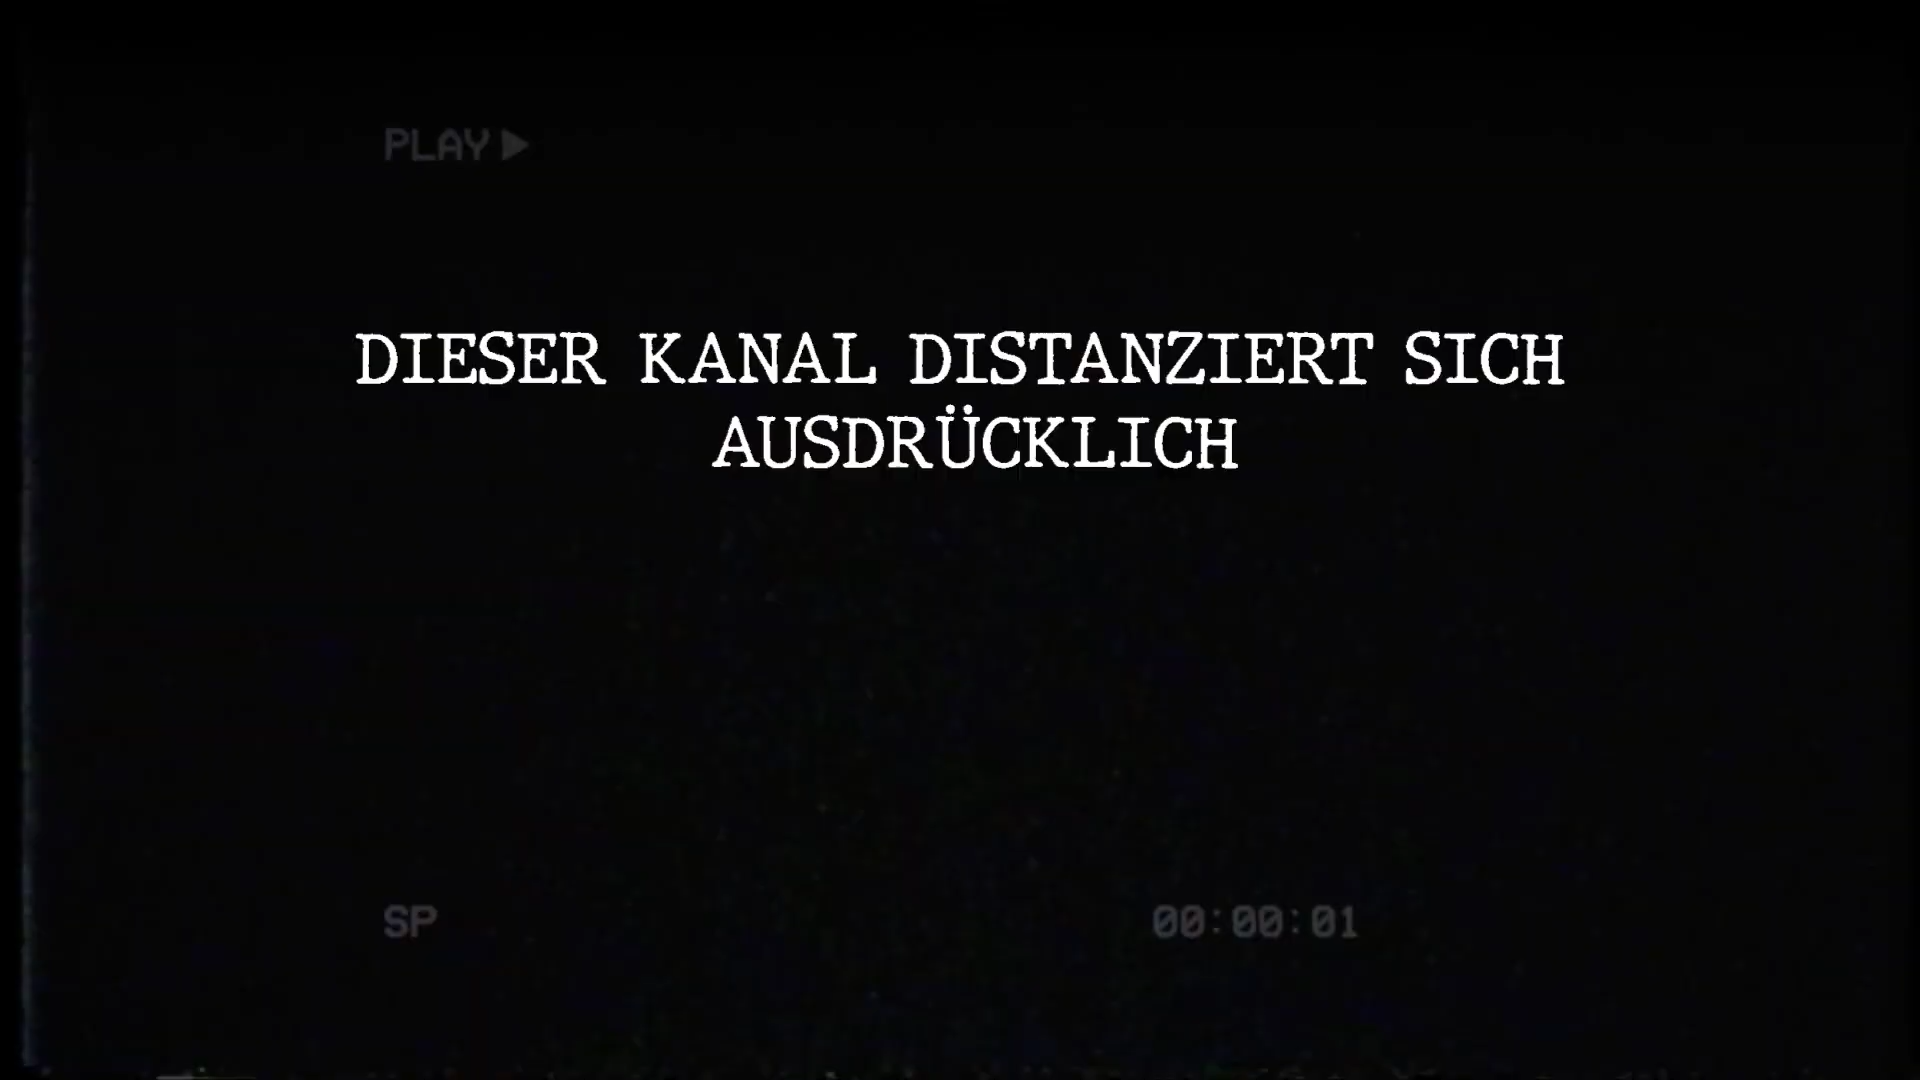 PLAY ▶
DIESER KANAL DISTANZIERT SICH
AUSDRÜCKLICH
SP 00:00:01